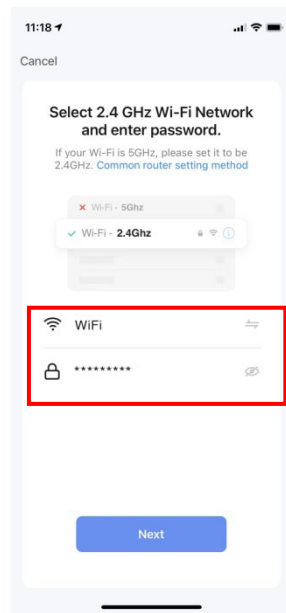 11:18
Cancel
Select 2.4 GHz Wi-Fi Network
and enter password.
If your Wi-Fi is 5GHz, please set it to be
2.4GHz. Common router setting method
Wi-Fi - 5Ghz
Wi-Fi - 2.4Ghz
WiFi
*********
Next